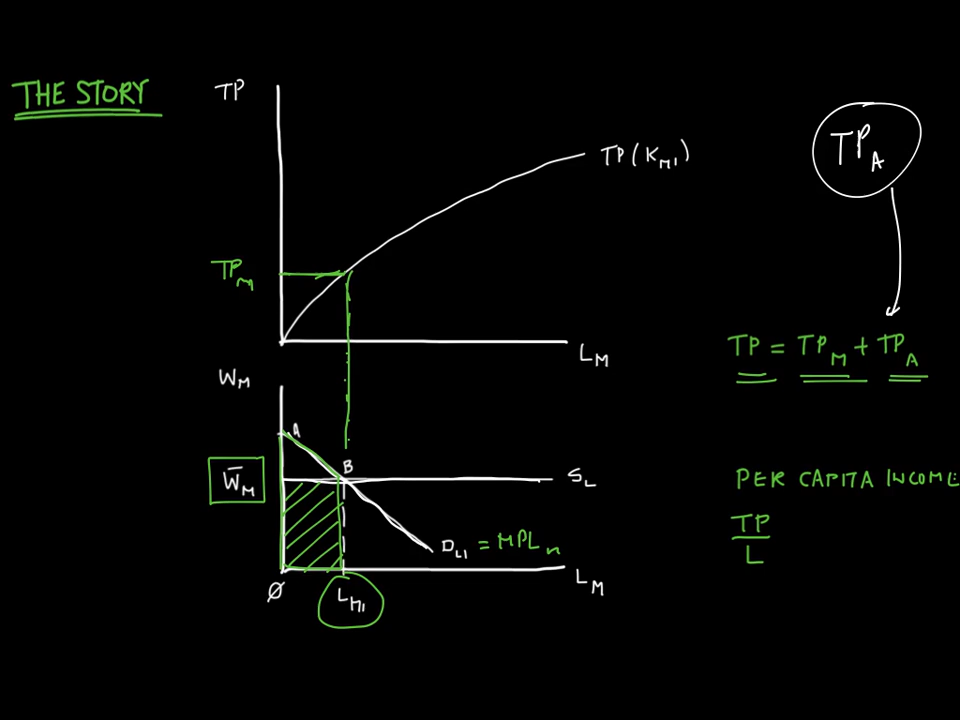 THE STORY
TP
TP(K_M1)
TP_A
TP_M
L_M
TP = TP_M + TP_A
W_M
A
B
W̄_M
S_L
PER CAPITA INCOME
TP
L
D_L1 = MPL_m
L_M
Ø
L_M1